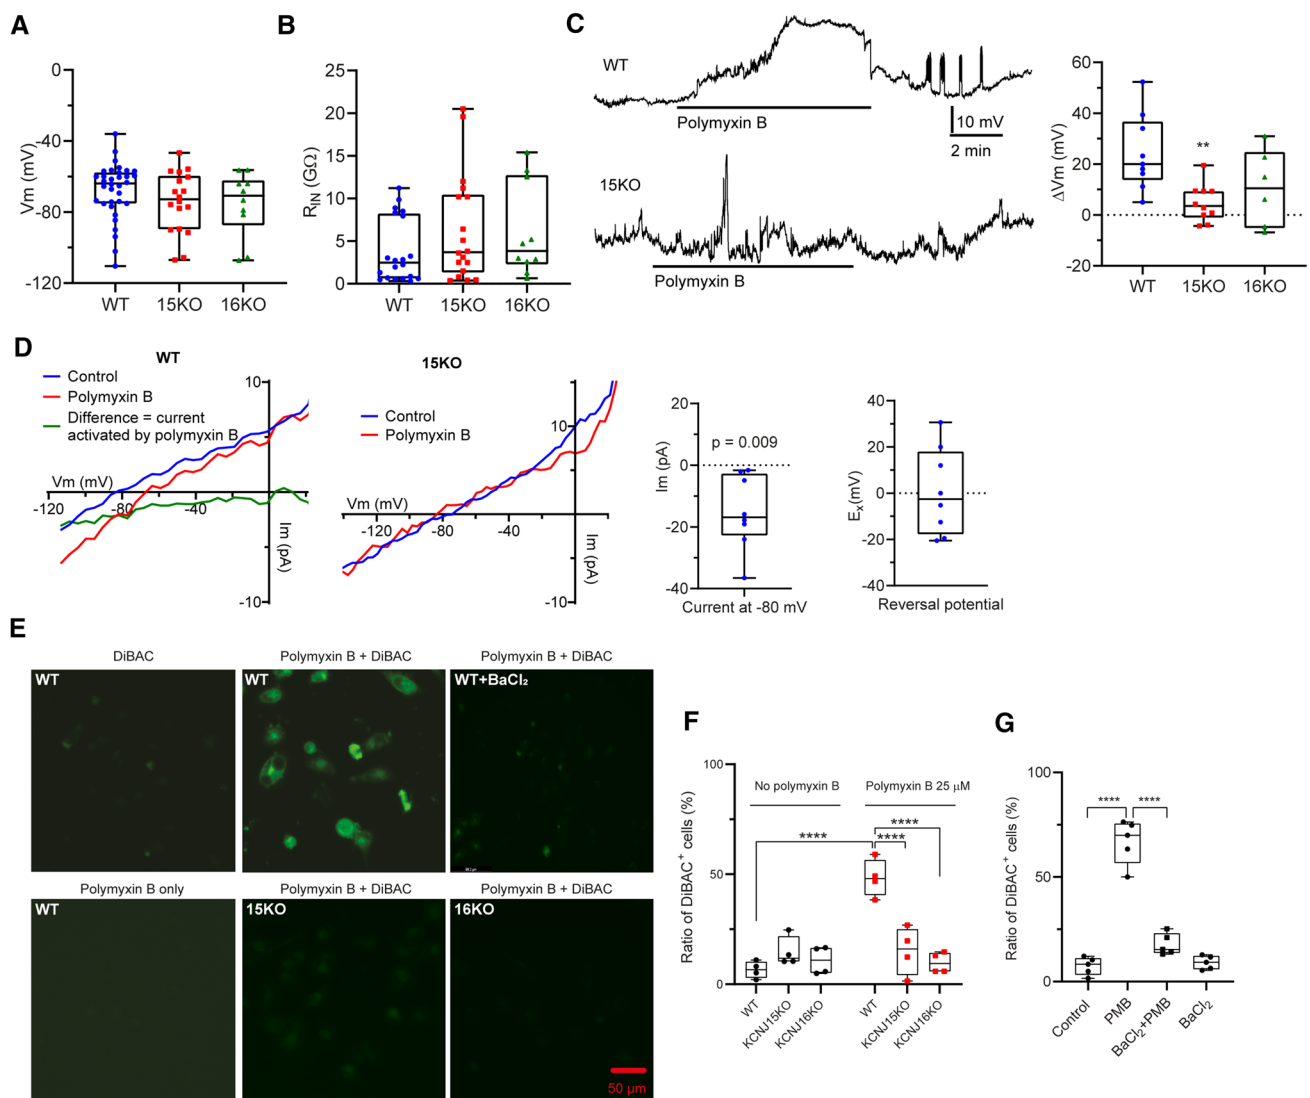 A
Vm (mV)
0
-40
-80
-120
WT
15KO
16KO
B
R_IN (GΩ)
25
20
15
10
5
0
WT
15KO
16KO
C
WT
Polymyxin B
10 mV
2 min
15KO
Polymyxin B
ΔVm (mV)
60
40
20
0
-20
**
WT
15KO
16KO
D
WT
Control
Polymyxin B
Difference = current
activated by polymyxin B
10
Vm (mV)
-120
-80
-40
Im (pA)
-10
15KO
Control
Polymyxin B
10
Vm (mV)
-120
-80
-40
Im (pA)
-10
Im (pA)
20
0
-20
-40
p = 0.009
Current at -80 mV
E_x(mV)
40
20
0
-20
-40
Reversal potential
E
DiBAC
Polymyxin B + DiBAC
Polymyxin B + DiBAC
WT
WT
WT+BaCl₂
Polymyxin B only
Polymyxin B + DiBAC
Polymyxin B + DiBAC
WT
15KO
16KO
50 µm
F
Ratio of DiBAC⁺ cells (%)
100
50
0
No polymyxin B
Polymyxin B 25 µM
****
****
****
WT
KCNJ15KO
KCNJ16KO
WT
KCNJ15KO
KCNJ16KO
G
Ratio of DiBAC⁺ cells (%)
100
50
0
****
****
Control
PMB
BaCl₂+PMB
BaCl₂